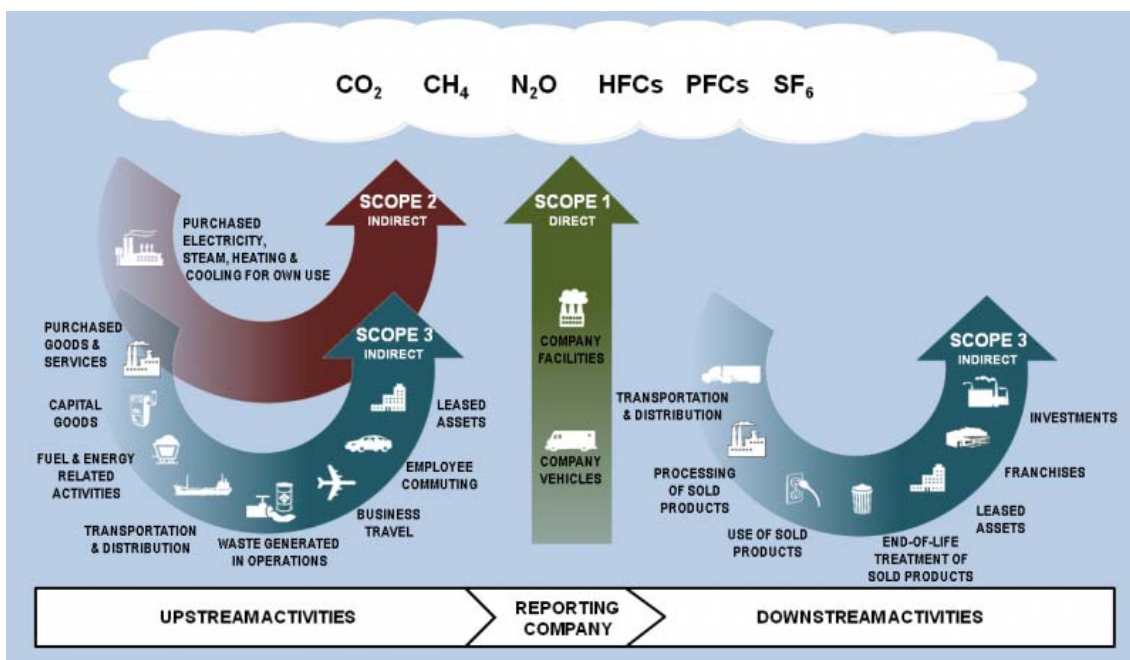 CO₂ CH₄ N₂O HFCs PFCs SF₆
SCOPE 2
INDIRECT
PURCHASED
ELECTRICITY,
STEAM, HEATING &
COOLING FOR OWN USE
SCOPE 1
DIRECT
COMPANY
FACILITIES
COMPANY
VEHICLES
SCOPE 3
INDIRECT
PURCHASED
GOODS &
SERVICES
CAPITAL
GOODS
FUEL & ENERGY
RELATED
ACTIVITIES
TRANSPORTATION
& DISTRIBUTION
WASTE GENERATED
IN OPERATIONS
BUSINESS
TRAVEL
EMPLOYEE
COMMUTING
LEASED
ASSETS
SCOPE 3
INDIRECT
TRANSPORTATION
& DISTRIBUTION
PROCESSING
OF SOLD
PRODUCTS
USE OF SOLD
PRODUCTS
END-OF-LIFE
TREATMENT OF
SOLD PRODUCTS
LEASED
ASSETS
FRANCHISES
INVESTMENTS
UPSTREAMACTIVITIES
REPORTING
COMPANY
DOWNSTREAMACTIVITIES